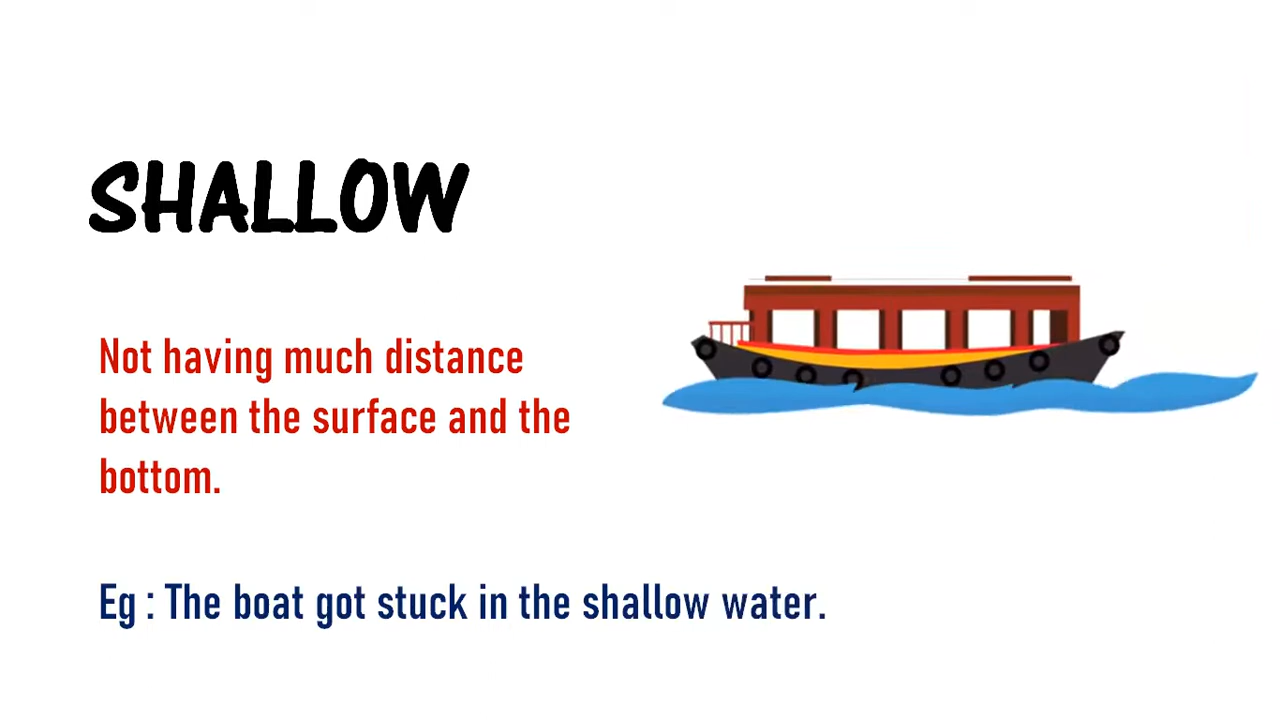 SHALLOW
Not having much distance
between the surface and the
bottom.
Eg : The boat got stuck in the shallow water.